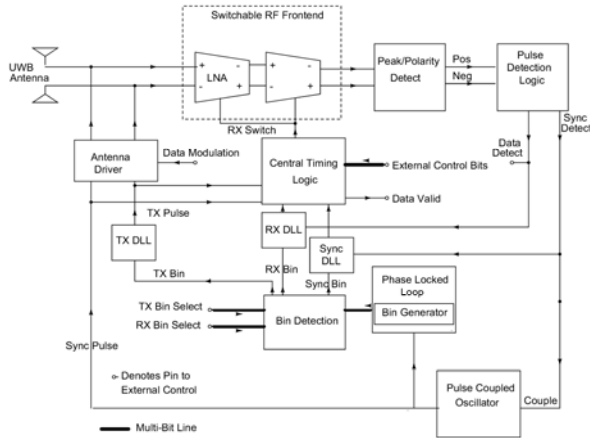 Switchable RF Frontend
UWB
Antenna
+
-
+
-
LNA
-
+
-
+
Peak/Polarity
Detect
Pos
Neg
Pulse
Detection
Logic
RX Switch
Sync
Detect
Data
Detect
Antenna
Driver
Data Modulation
Central Timing
Logic
External Control Bits
Data Valid
TX Pulse
TX DLL
RX DLL
Sync
DLL
TX Bin
RX Bin
Sync Bin
Phase Locked
Loop
Bin Generator
TX Bin Select
RX Bin Select
Bin Detection
Sync Pulse
Denotes Pin to
External Control
Pulse Coupled
Oscillator
Couple
Multi-Bit Line